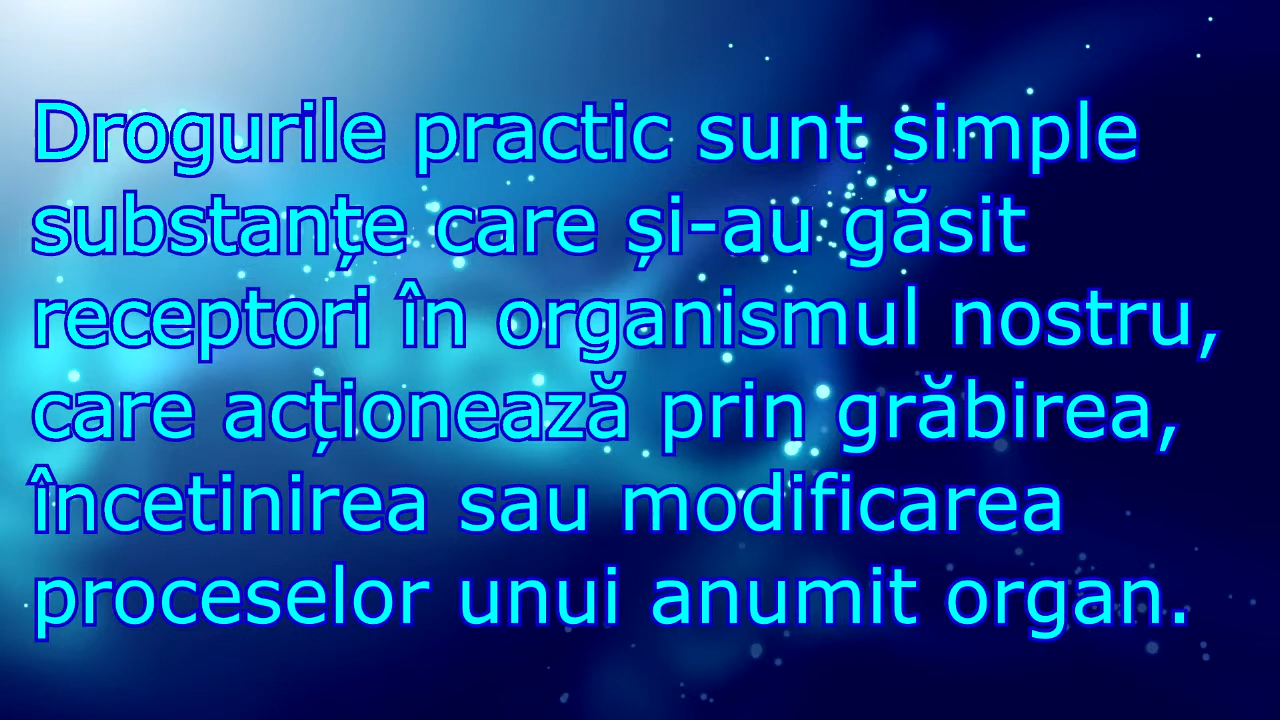 Drogurile practic sunt simple
substanțe care și-au găsit
receptori în organismul nostru,
care acționează prin grăbirea,
încetinirea sau modificarea
proceselor unui anumit organ.